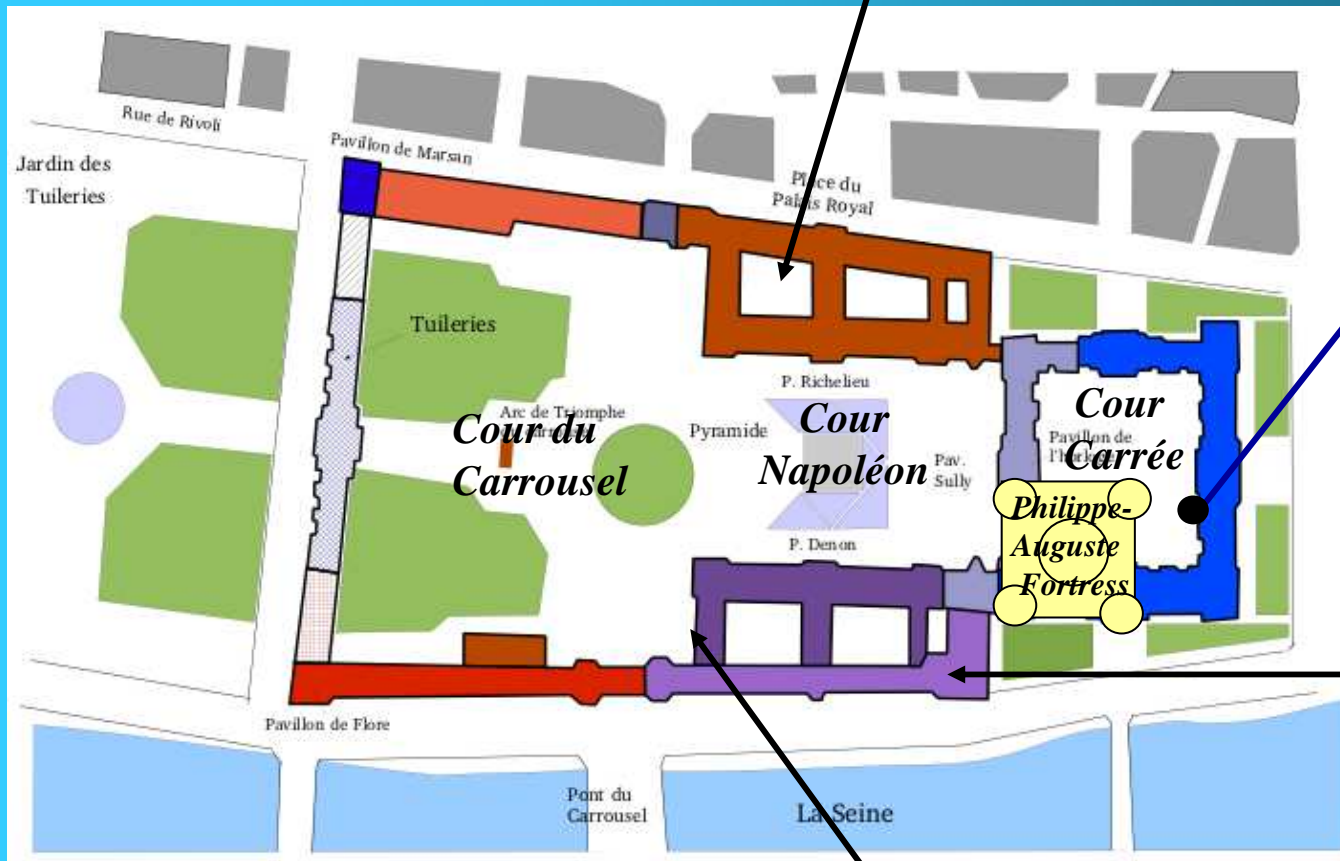 Rue de Rivoli
Pavillon de Marsan
Jardin des
Tuileries
Place du
Palais Royal
Tuileries
P. Richelieu
Arc de Triomphe
Cour du
Carrousel
Pyramide
Cour
Napoléon
Pav.
Sully
Cour
Carrée
Pavillon de
l'horloge
Philippe-
Auguste
Fortress
P. Denon
Pavillon de Flore
Pont du
Carrousel
La Seine